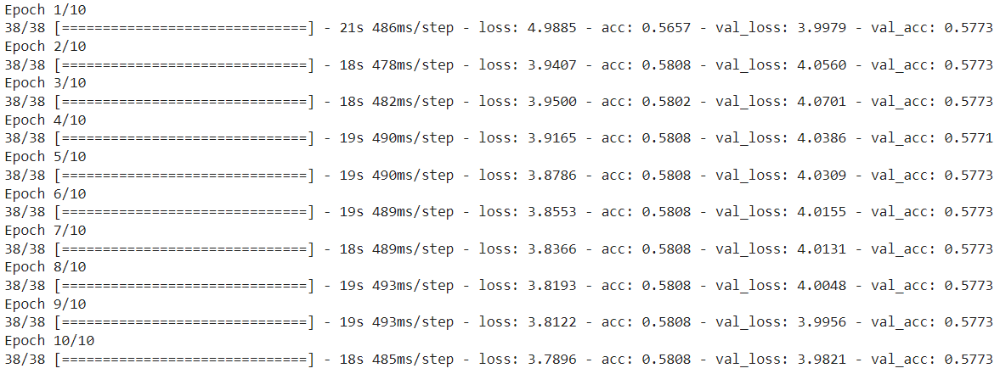 Epoch 1/10
38/38 [==============================] - 21s 486ms/step - loss: 4.9885 - acc: 0.5657 - val_loss: 3.9979 - val_acc: 0.5773
Epoch 2/10
38/38 [==============================] - 18s 478ms/step - loss: 3.9407 - acc: 0.5808 - val_loss: 4.0560 - val_acc: 0.5773
Epoch 3/10
38/38 [==============================] - 18s 482ms/step - loss: 3.9500 - acc: 0.5802 - val_loss: 4.0701 - val_acc: 0.5773
Epoch 4/10
38/38 [==============================] - 19s 490ms/step - loss: 3.9165 - acc: 0.5808 - val_loss: 4.0386 - val_acc: 0.5771
Epoch 5/10
38/38 [==============================] - 19s 490ms/step - loss: 3.8786 - acc: 0.5808 - val_loss: 4.0309 - val_acc: 0.5773
Epoch 6/10
38/38 [==============================] - 19s 489ms/step - loss: 3.8553 - acc: 0.5808 - val_loss: 4.0155 - val_acc: 0.5773
Epoch 7/10
38/38 [==============================] - 18s 489ms/step - loss: 3.8366 - acc: 0.5808 - val_loss: 4.0131 - val_acc: 0.5773
Epoch 8/10
38/38 [==============================] - 19s 493ms/step - loss: 3.8193 - acc: 0.5808 - val_loss: 4.0048 - val_acc: 0.5773
Epoch 9/10
38/38 [==============================] - 19s 493ms/step - loss: 3.8122 - acc: 0.5808 - val_loss: 3.9956 - val_acc: 0.5773
Epoch 10/10
38/38 [==============================] - 18s 485ms/step - loss: 3.7896 - acc: 0.5808 - val_loss: 3.9821 - val_acc: 0.5773